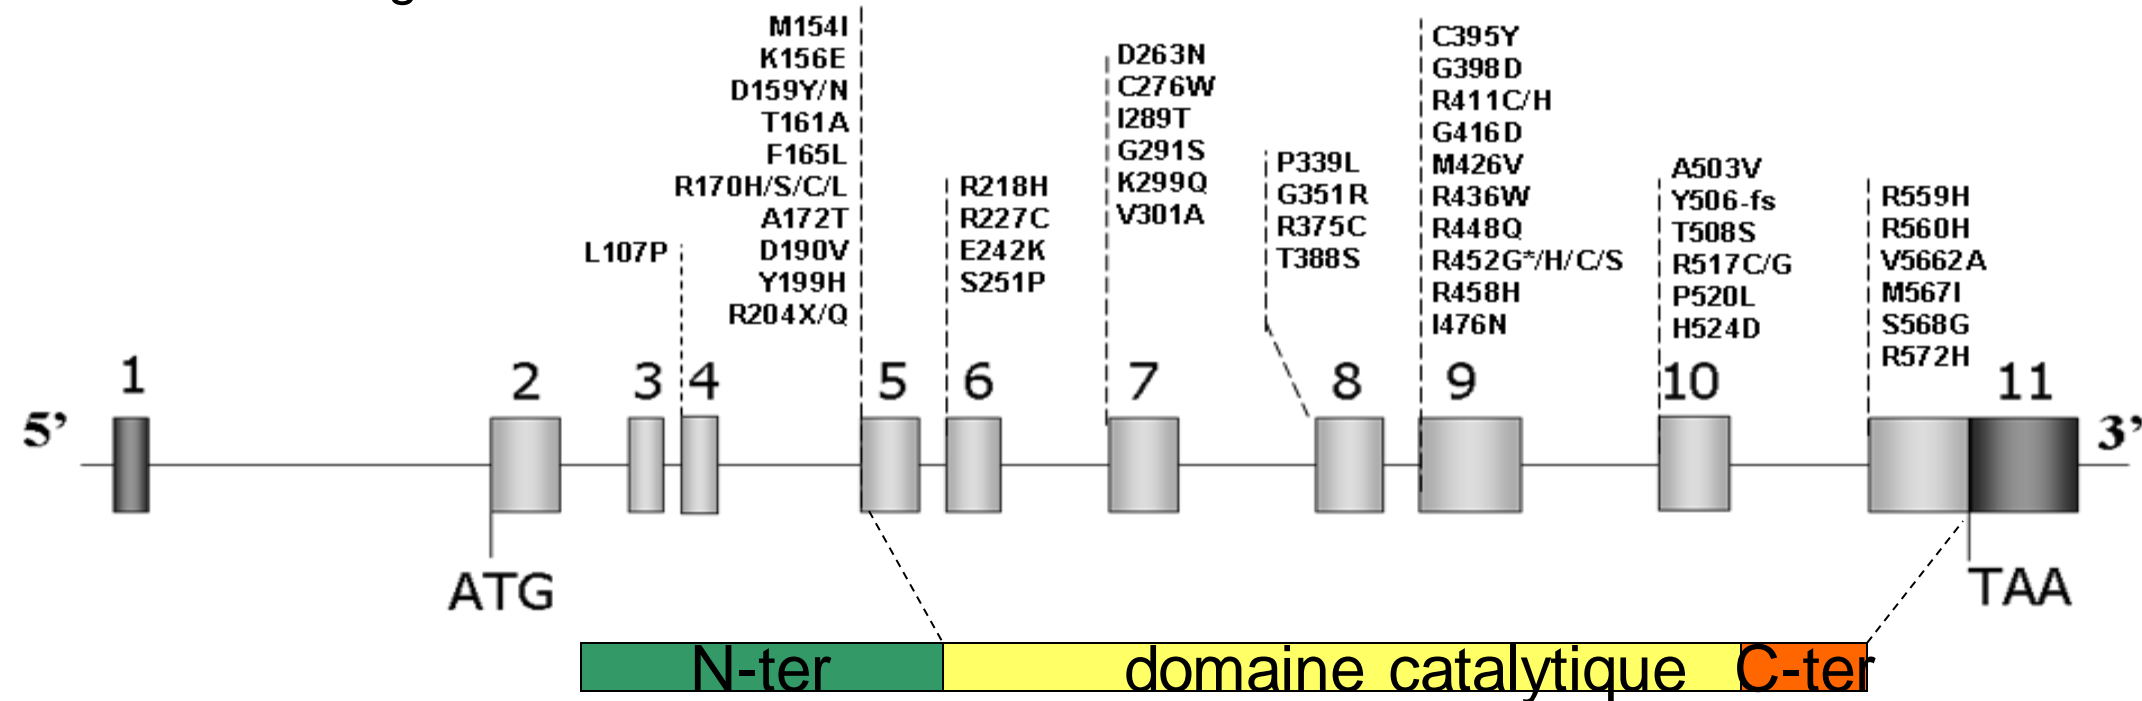 M154I
K156E
D159Y/N
T161A
F165L
R170H/S/C/L
A172T
D190V
Y199H
R204X/Q
L107P
R218H
R227C
E242K
S251P
D263N
C276W
I289T
G291S
K299Q
V301A
P339L
G351R
R375C
T388S
C395Y
G398D
R411C/H
G416D
M426V
R436W
R448Q
R452G*/H/C/S
R458H
I476N
A503V
Y506-fs
T508S
R517C/G
P520L
H524D
R559H
R560H
V5662A
M567I
S568G
R572H
1 2 3 4 5 6 7 8 9 10 11
5’ 3’
ATG TAA
N-ter domaine catalytique C-ter